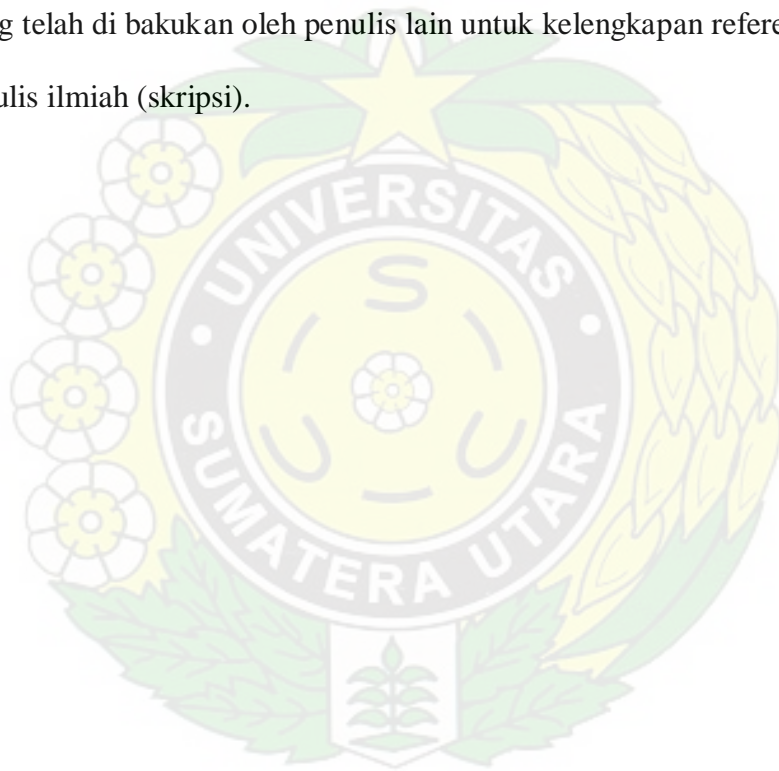 g telah di bakukan oleh penulis lain untuk kelengkapan refere
ulis ilmiah (skripsi).
UNIVERSITAS
S
U U
SUMATERA UTARA